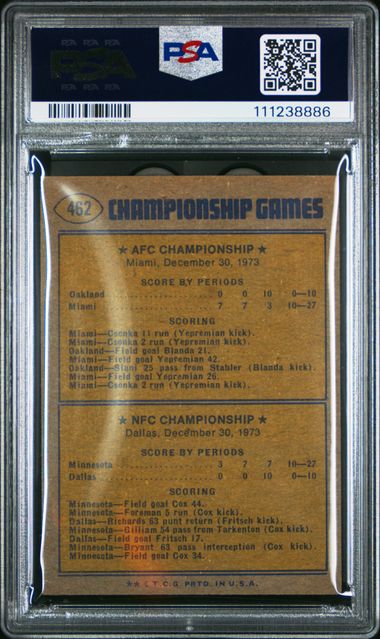 PSA PSA PSA
PSA
PSA PSA PSA
PSA
111238886
462 CHAMPIONSHIP GAMES
★ AFC CHAMPIONSHIP ★
Miami, December 30, 1973
SCORE BY PERIODS
Oakland ........ 0 0 10 0—10
Miami ........ 7 7 3 10—27
SCORING
Miami—Csonka 11 run (Yepremian kick).
Miami—Csonka 2 run (Yepremian kick).
Oakland—Field goal Blanda 21.
Miami—Field goal Yepremian 42.
Oakland—Siani 25 pass from Stabler (Blanda kick).
Miami—Field goal Yepremian 26.
Miami—Csonka 2 run (Yepremian kick).
★ NFC CHAMPIONSHIP ★
Dallas, December 30, 1973
SCORE BY PERIODS
Minnesota ........ 3 7 7 10—27
Dallas ........ 0 0 10 0—10
SCORING
Minnesota—Field goal Cox 44.
Minnesota—Foreman 5 run (Cox kick).
Dallas—Richards 63 punt return (Fritsch kick).
Minnesota—Gilliam 54 pass from Tarkenton (Cox kick).
Dallas—Field goal Fritsch 17.
Minnesota—Bryant 63 pass interception (Cox kick).
Minnesota—Field goal Cox 34.
★★ © T.C.G. PRTD. IN U.S.A.